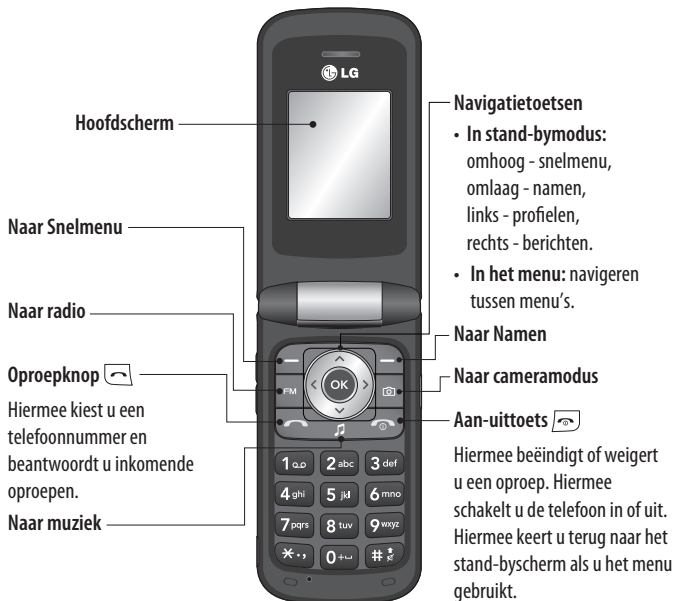 LG
Hoofdscherm
Naar Snelmenu
Naar radio
Oproepknop
Hiermee kiest u een
telefoonnummer en
beantwoordt u inkomende
oproepen.
Naar muziek
Navigatietoetsen
• In stand-bymodus:
omhoog - snelmenu,
omlaag - namen,
links - profielen,
rechts - berichten.
• In het menu: navigeren
tussen menu's.
Naar Namen
Naar cameramodus
Aan-uittoets
Hiermee beëindigt of weigert
u een oproep. Hiermee
schakelt u de telefoon in of uit.
Hiermee keert u terug naar het
stand-byscherm als u het menu
gebruikt.
FM OK
1 2 abc 3 def
4 ghi 5 jkl 6 mno
7 pqrs 8 tuv 9 wxyz
* ., 0 + #